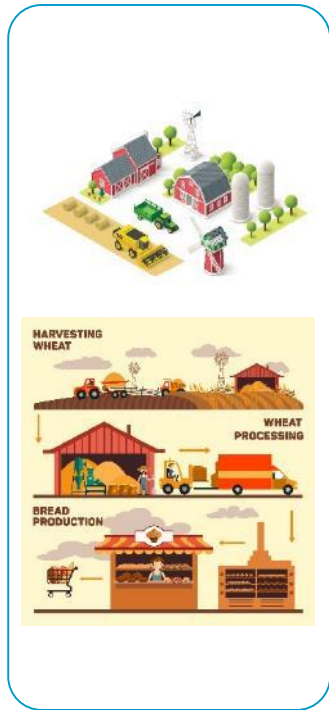 HARVESTING
WHEAT
WHEAT
PROCESSING
BREAD
PRODUCTION